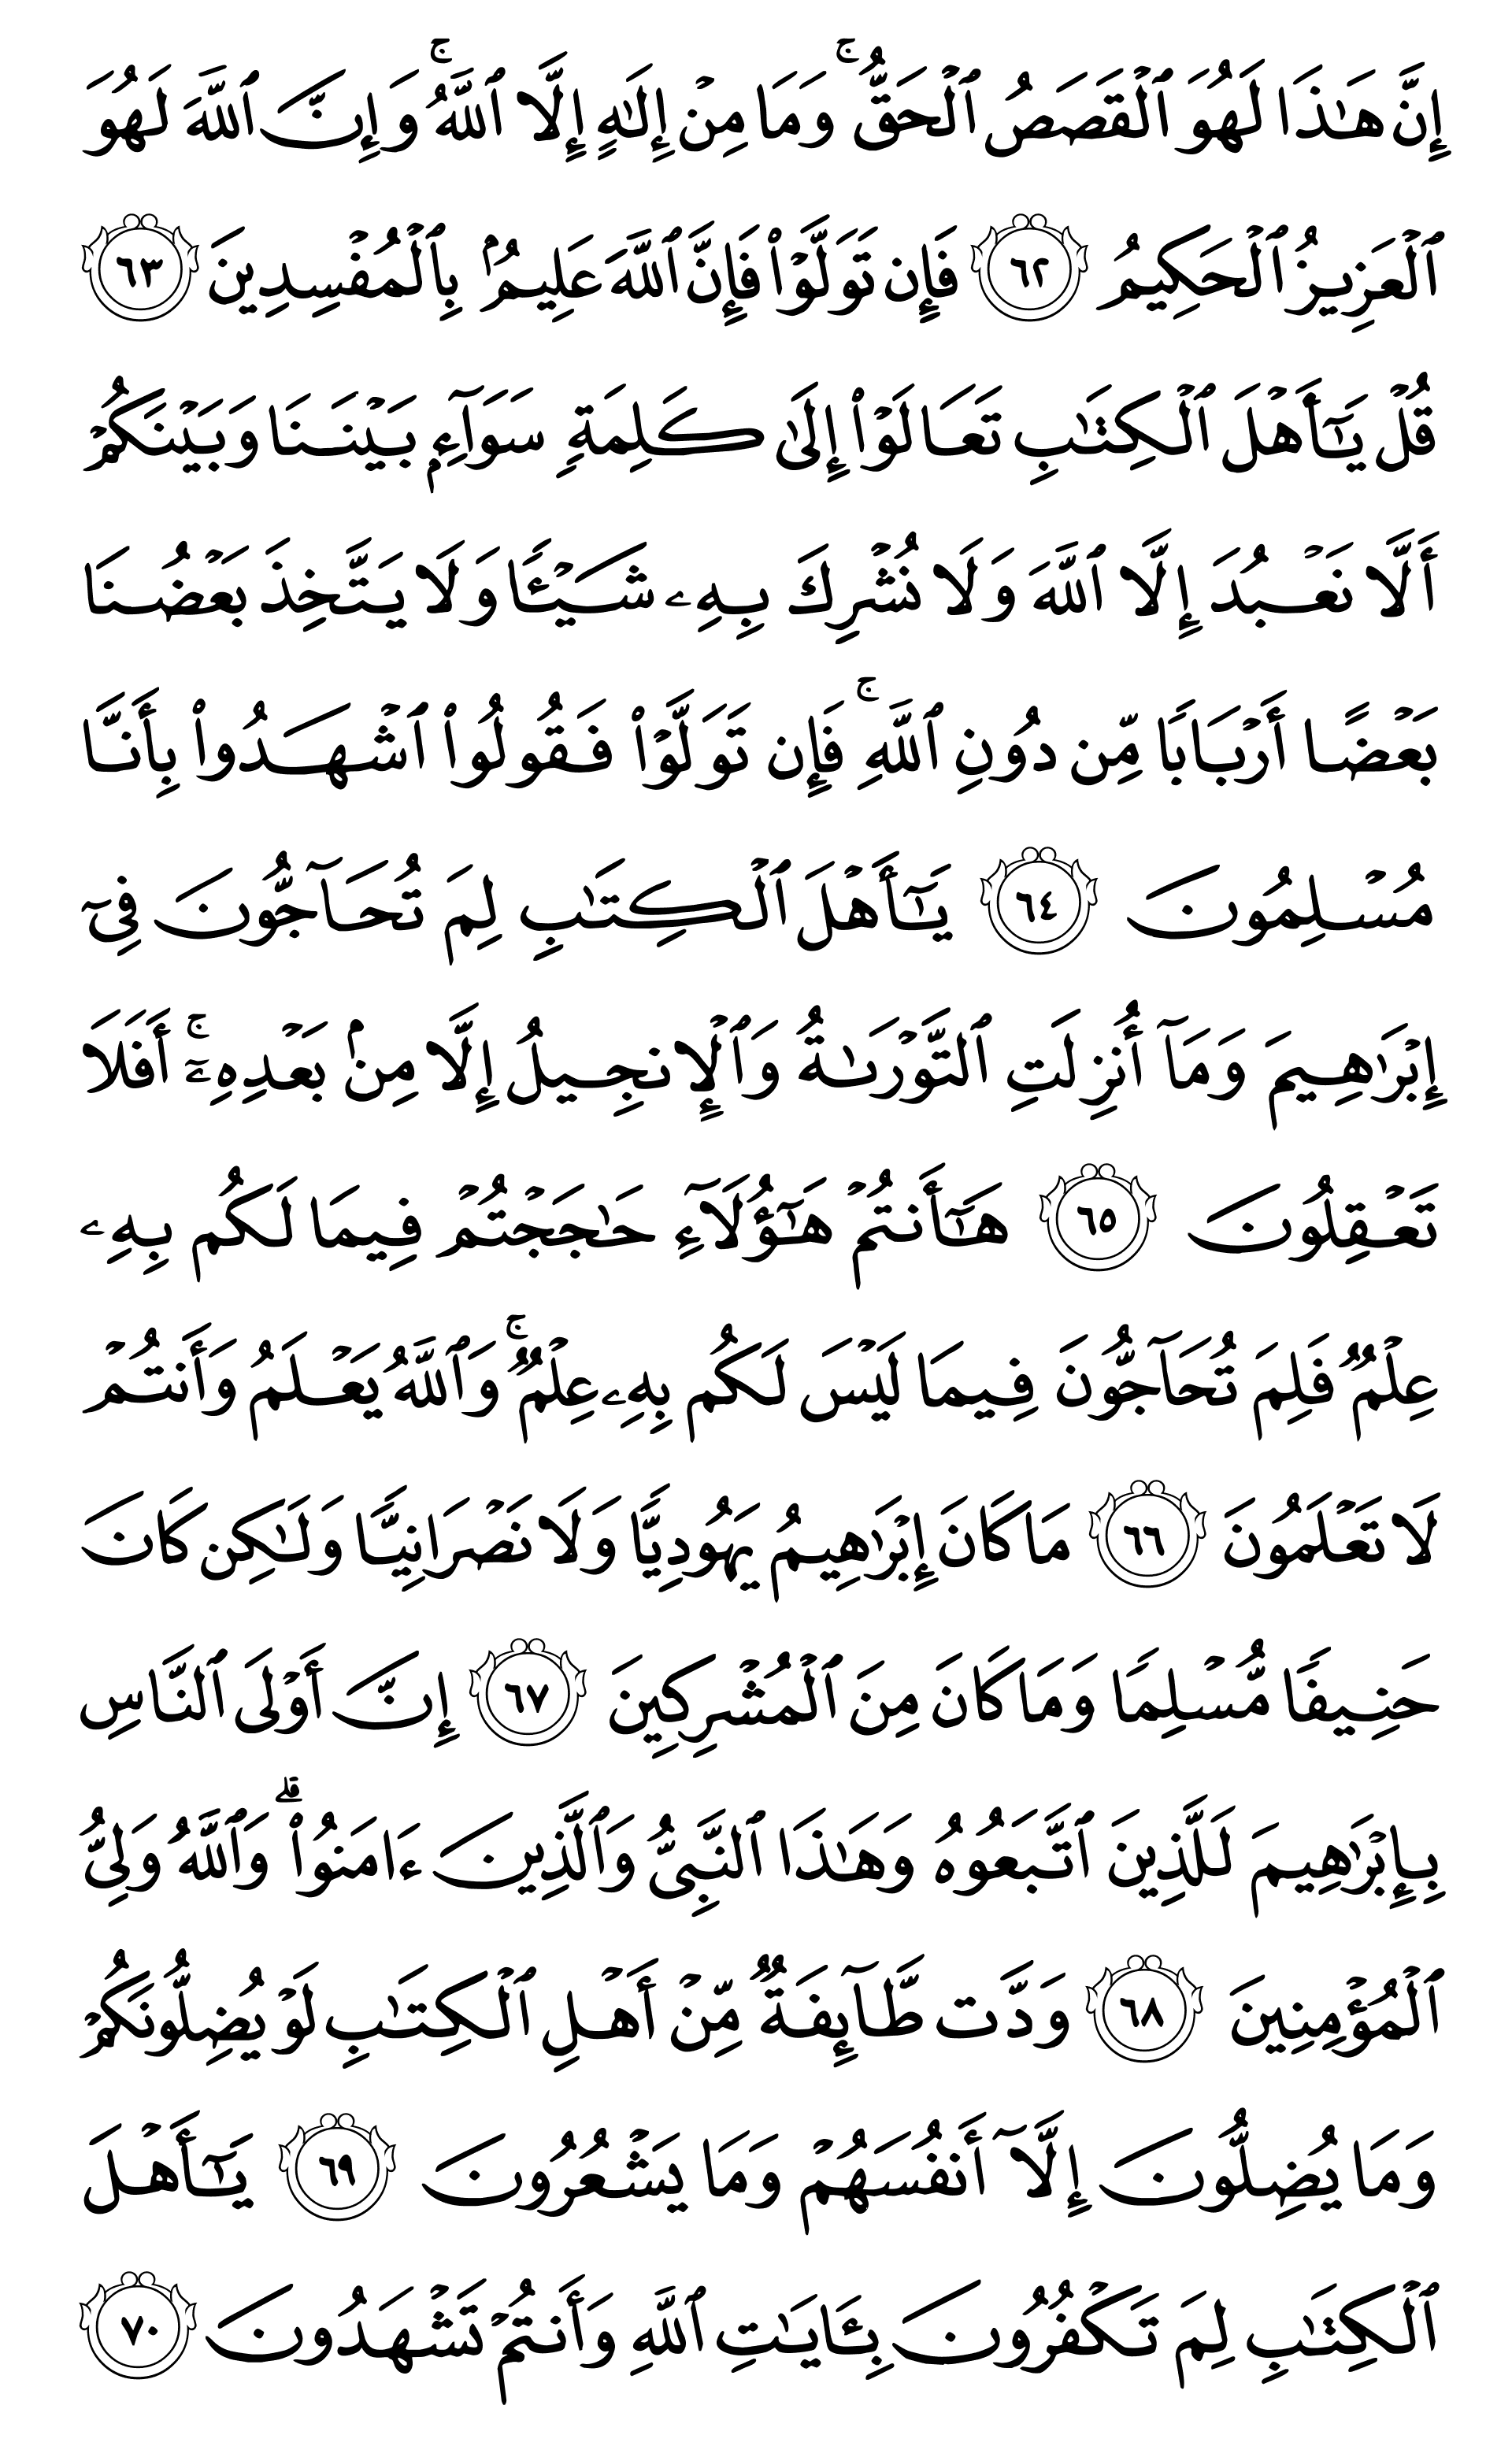 إِنَّ هَـٰذَا لَهُوَ ٱلْقَصَصُ ٱلْحَقُّ ۚ وَمَا مِنْ إِلَـٰهٍ إِلَّا ٱللَّهُ ۚ وَإِنَّ ٱللَّهَ لَهُوَ
ٱلْعَزِيزُ ٱلْحَكِيمُ ٦٢ فَإِن تَوَلَّوْا۟ فَإِنَّ ٱللَّهَ عَلِيمٌۢ بِٱلْمُفْسِدِينَ ٦٣
قُلْ يَـٰٓأَهْلَ ٱلْكِتَـٰبِ تَعَالَوْا۟ إِلَىٰ كَلِمَةٍ سَوَآءٍۭ بَيْنَنَا وَبَيْنَكُمْ
أَلَّا نَعْبُدَ إِلَّا ٱللَّهَ وَلَا نُشْرِكَ بِهِۦ شَيْـًٔا وَلَا يَتَّخِذَ بَعْضُنَا
بَعْضًا أَرْبَابًا مِّن دُونِ ٱللَّهِ ۚ فَإِن تَوَلَّوْا۟ فَقُولُوا۟ ٱشْهَدُوا۟ بِأَنَّا
مُسْلِمُونَ ٦٤ يَـٰٓأَهْلَ ٱلْكِتَـٰبِ لِمَ تُحَآجُّونَ فِىٓ
إِبْرَٰهِيمَ وَمَآ أُنزِلَتِ ٱلتَّوْرَىٰةُ وَٱلْإِنجِيلُ إِلَّا مِنۢ بَعْدِهِۦٓ ۚ أَفَلَا
تَعْقِلُونَ ٦٥ هَـٰٓأَنتُمْ هَـٰٓؤُلَآءِ حَـٰجَجْتُمْ فِيمَا لَكُم بِهِۦ
عِلْمٌ فَلِمَ تُحَآجُّونَ فِيمَا لَيْسَ لَكُم بِهِۦ عِلْمٌ ۚ وَٱللَّهُ يَعْلَمُ وَأَنتُمْ
لَا تَعْلَمُونَ ٦٦ مَا كَانَ إِبْرَٰهِيمُ يَهُودِيًّا وَلَا نَصْرَانِيًّا وَلَـٰكِن كَانَ
حَنِيفًا مُّسْلِمًا وَمَا كَانَ مِنَ ٱلْمُشْرِكِينَ ٦٧ إِنَّ أَوْلَى ٱلنَّاسِ
بِإِبْرَٰهِيمَ لَلَّذِينَ ٱتَّبَعُوهُ وَهَـٰذَا ٱلنَّبِىُّ وَٱلَّذِينَ ءَامَنُوا۟ ۗ وَٱللَّهُ وَلِىُّ
ٱلْمُؤْمِنِينَ ٦٨ وَدَّت طَّآئِفَةٌ مِّنْ أَهْلِ ٱلْكِتَـٰبِ لَوْ يُضِلُّونَكُمْ
وَمَا يُضِلُّونَ إِلَّآ أَنفُسَهُمْ وَمَا يَشْعُرُونَ ٦٩ يَـٰٓأَهْلَ
ٱلْكِتَـٰبِ لِمَ تَكْفُرُونَ بِـَٔايَـٰتِ ٱللَّهِ وَأَنتُمْ تَشْهَدُونَ ٧٠